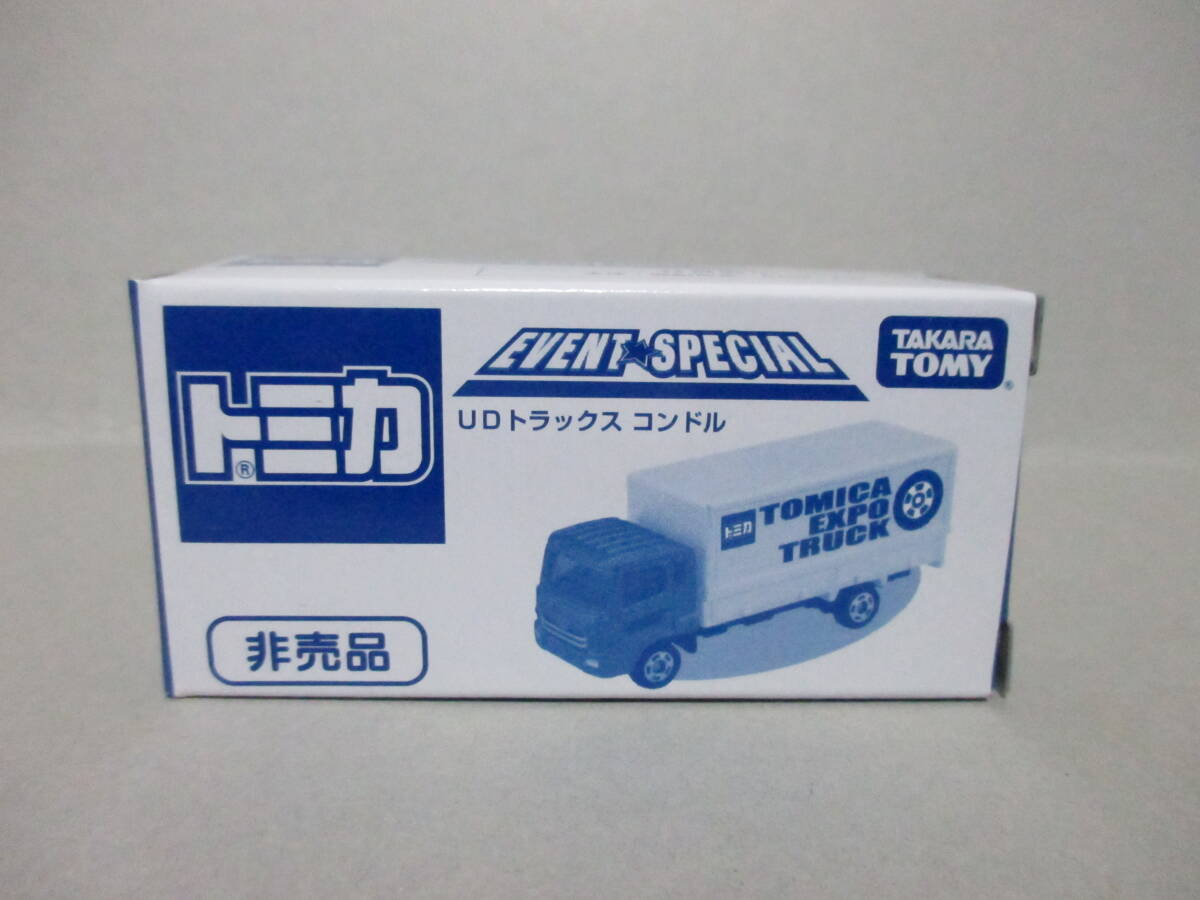 トミカ®
EVENT★SPECIAL
TAKARA
TOMY®
UDトラックス コンドル
トミカ
TOMICA
EXPO
TRUCK
非売品